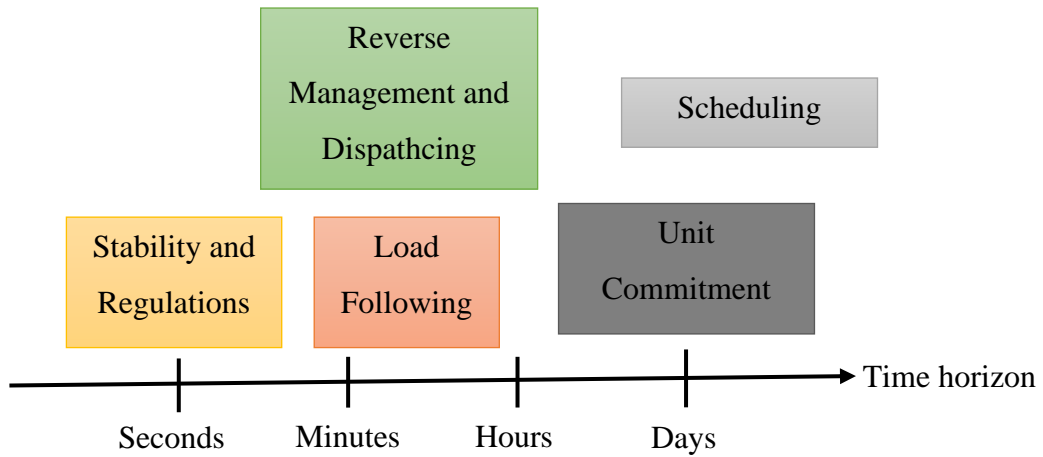 Reverse
Management and
Dispathcing
Scheduling
Stability and
Regulations
Load
Following
Unit
Commitment
Time horizon
Seconds
Minutes
Hours
Days